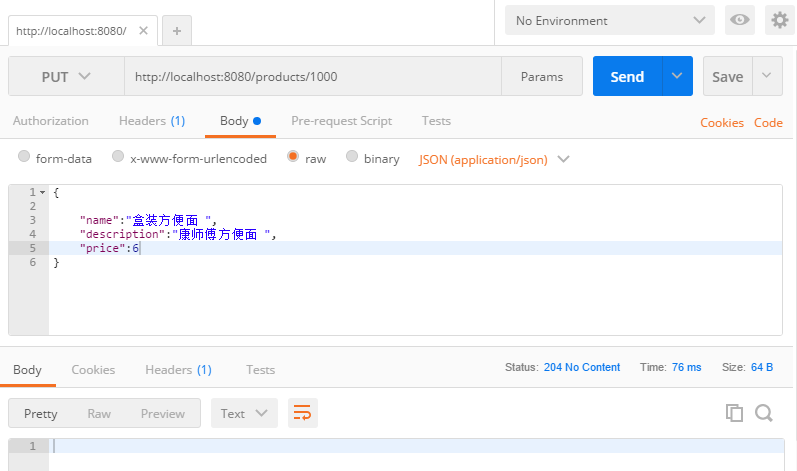 http://localhost:8080/
No Environment
PUT http://localhost:8080/products/1000 Params Send Save
Authorization Headers (1) Body Pre-request Script Tests Cookies Code
form-data x-www-form-urlencoded raw binary JSON (application/json)
1 {
2
3 "name":"盒装方便面 ",
4 "description":"康师傅方便面 ",
5 "price":6
6 }
Body Cookies Headers (1) Tests Status: 204 No Content Time: 76 ms Size: 64 B
Pretty Raw Preview Text
1